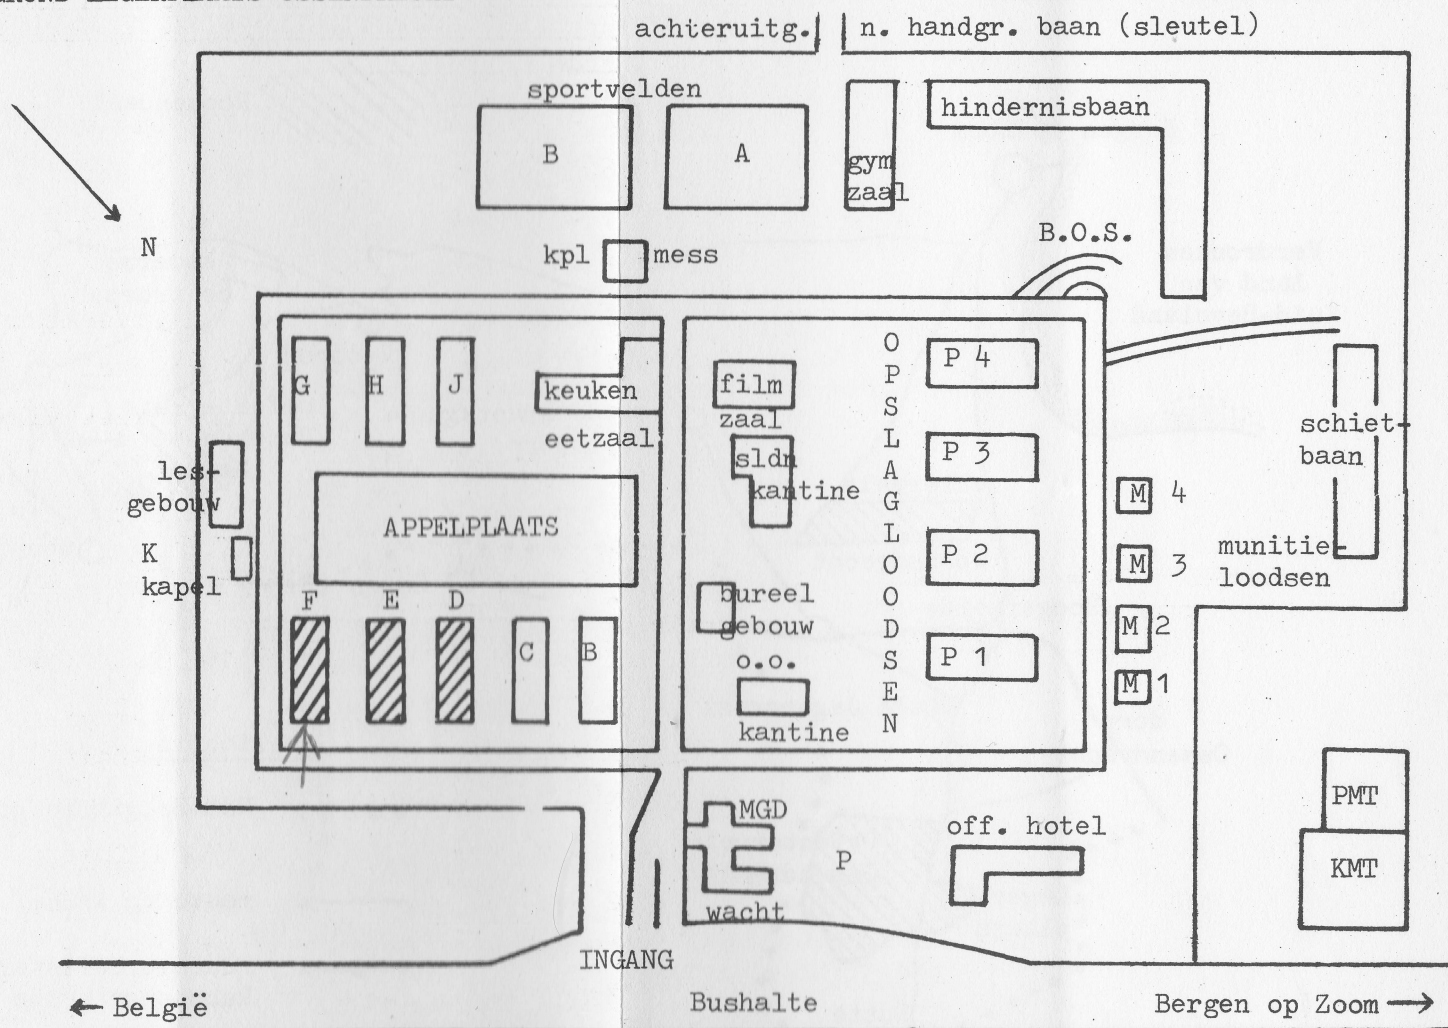 achteruitg.
n. handgr. baan (sleutel)
sportvelden
hindernisbaan
B
A
gym
zaal
B.O.S.
N
kpl
mess
G
H
J
keuken
eetzaal
film
zaal
sldn
kantine
OPSLAGLOODSEN
P 4
P 3
P 2
P 1
schiet-
baan
les-
gebouw
K
kapel
APPELPLAATS
M 4
M 3
M 2
M 1
munitie-
loodsen
F
E
D
C
B
bureel
gebouw
o.o.
kantine
MGD
P
wacht
off. hotel
PMT
KMT
INGANG
← België
Bushalte
Bergen op Zoom →